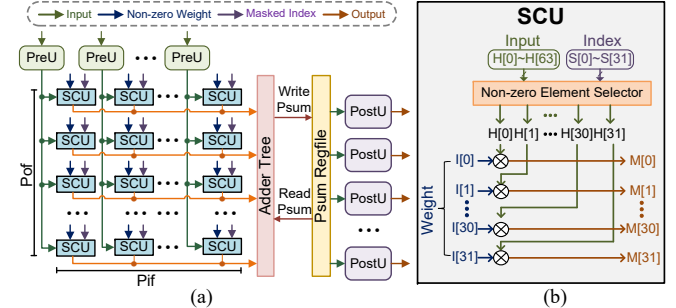 Input Non-zero Weight Masked Index Output
PreU PreU ••• PreU
SCU SCU ••• SCU
SCU SCU ••• SCU
SCU SCU ••• SCU
••• ••• •••
SCU SCU ••• SCU
Pof
Pif
Adder Tree
Write
Psum
Read
Psum
Psum Regfile
PostU
PostU
PostU
•••
PostU
(a)
SCU
Input Index
H[0]~H[63] S[0]~S[31]
Non-zero Element Selector
H[0]H[1] ••• H[30]H[31]
Weight
I[0] M[0]
I[1] M[1]
I[30] M[30]
I[31] M[31]
(b)